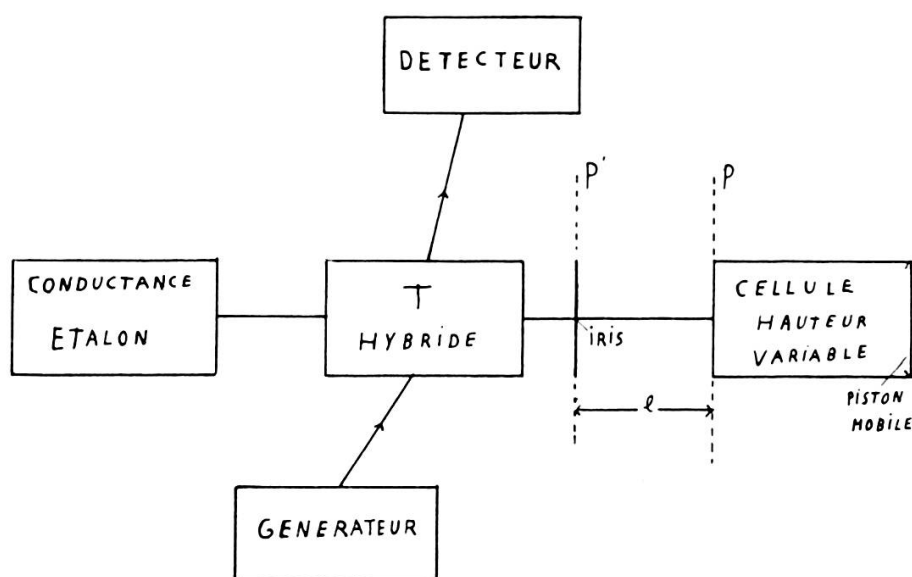 DETECTEUR
P'
P
CONDUCTANCE
ETALON
T
HYBRIDE
IRIS
CELLULE
HAUTEUR
VARIABLE
l
PISTON
MOBILE
GENERATEUR